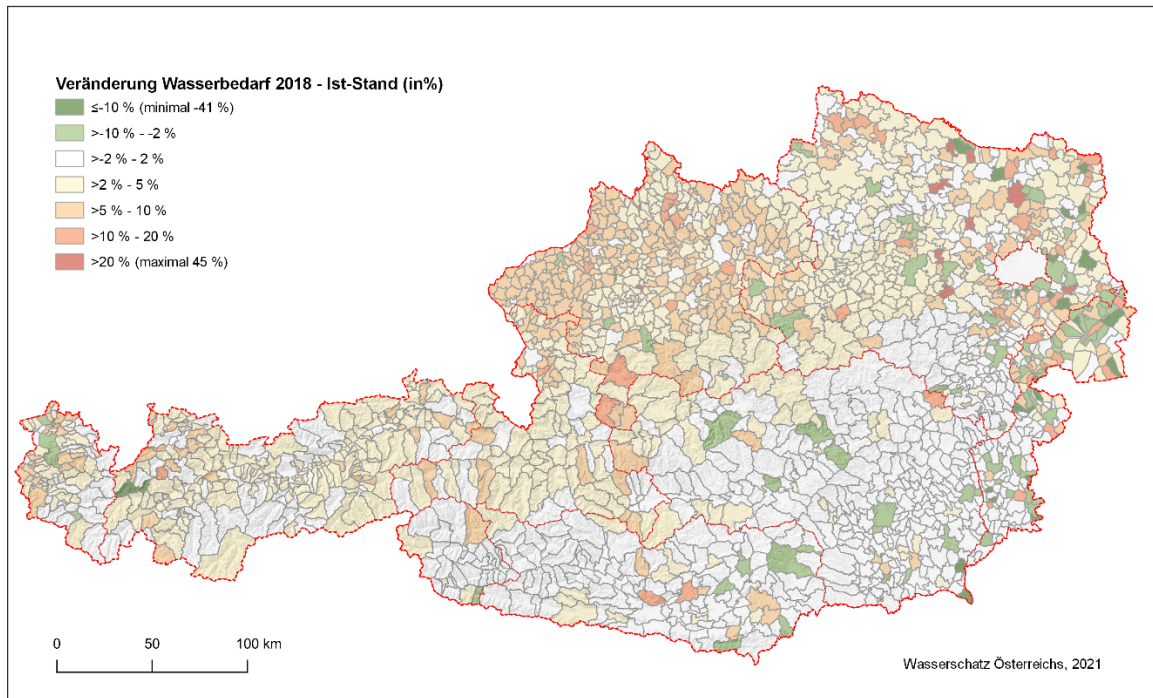 Veränderung Wasserbedarf 2018 - Ist-Stand (in%)
≤-10 % (minimal -41 %)
>-10 % - -2 %
>-2 % - 2 %
>2 % - 5 %
>5 % - 10 %
>10 % - 20 %
>20 % (maximal 45 %)
0 50 100 km
Wasserschatz Österreichs, 2021